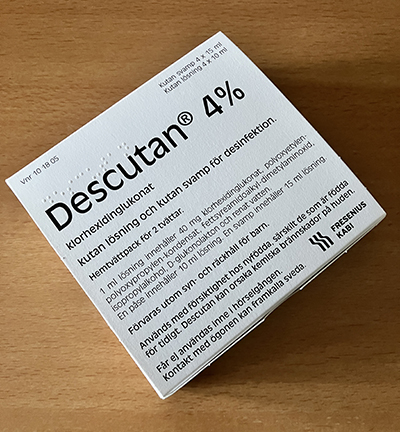 Kutan svamp 4 x 15 ml
Kutan lösning 4 x 10 ml
Vnr 10 18 05
Descutan® 4%
klorhexidinglukonat
Kutan lösning och kutan svamp för desinfektion.
Hemtvättpack för 2 tvättar.
1 ml lösning innehåller 40 mg klorhexidinglukonat, polyoxyetylen-
polyoxypropylen-kondensat, fettsyreamidoalkyl-dimetylaminoxid,
isopropylalkohol, D-glukonolakton och renat vatten.
En påse innehåller 10 ml lösning. En svamp innehåller 15 ml lösning.
Förvaras utom syn- och räckhåll för barn.
Används med försiktighet hos nyfödda, särskilt de som är födda
för tidigt. Descutan kan orsaka kemiska brännskador på huden.
Får ej användas inne i hörselgången.
Kontakt med ögonen kan framkalla sveda.
FRESENIUS
KABI